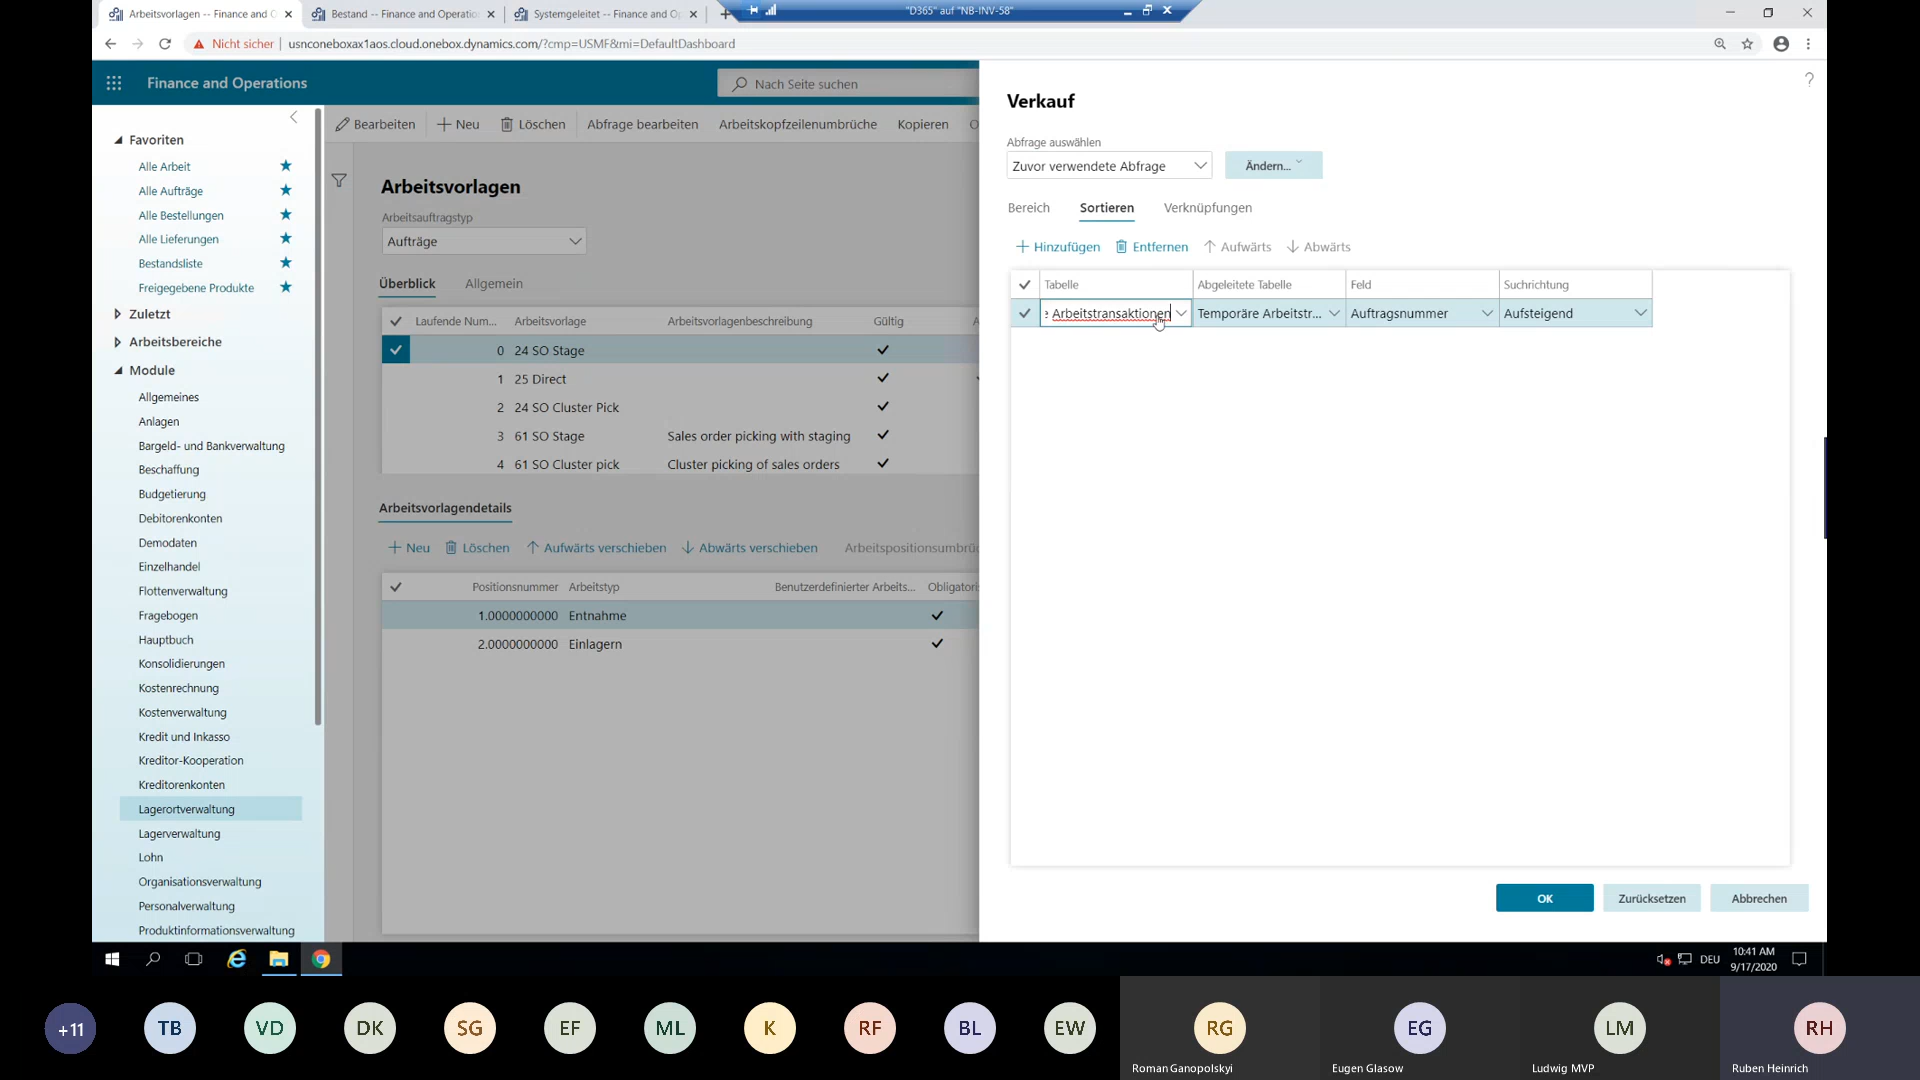 Arbeitsvorlagen -- Finance and O
Bestand -- Finance and Operatio
Systemgeleitet -- Finance and Op
"D365" auf "NB-INV-58"
Nicht sicher
usnconeboxax1aos.cloud.onebox.dynamics.com/?cmp=USMF&mi=DefaultDashboard
Finance and Operations
Nach Seite suchen
?
Favoriten
Alle Arbeit
Alle Aufträge
Alle Bestellungen
Alle Lieferungen
Bestandsliste
Freigegebene Produkte
Zuletzt
Arbeitsbereiche
Module
Allgemeines
Anlagen
Bargeld- und Bankverwaltung
Beschaffung
Budgetierung
Debitorenkonten
Demodaten
Einzelhandel
Flottenverwaltung
Fragebogen
Hauptbuch
Konsolidierungen
Kostenrechnung
Kostenverwaltung
Kredit und Inkasso
Kreditor-Kooperation
Kreditorenkonten
Lagerortverwaltung
Lagerverwaltung
Lohn
Organisationsverwaltung
Personalverwaltung
Produktinformationsverwaltung
Bearbeiten Neu Löschen Abfrage bearbeiten Arbeitskopfzeilenumbrüche Kopieren O
Arbeitsvorlagen
Arbeitsauftragstyp
Aufträge
Überblick Allgemein
Laufende Num... Arbeitsvorlage Arbeitsvorlagenbeschreibung Gültig A
0 24 SO Stage
1 25 Direct
2 24 SO Cluster Pick
3 61 SO Stage Sales order picking with staging
4 61 SO Cluster pick Cluster picking of sales orders
Arbeitsvorlagendetails
Neu Löschen Aufwärts verschieben Abwärts verschieben Arbeitspositionsumbrü
Positionsnummer Arbeitstyp Benutzerdefinierter Arbeits... Obligatoris
1.0000000000 Entnahme
2.0000000000 Einlagern
Verkauf
Abfrage auswählen
Zuvor verwendete Abfrage Ändern...
Bereich Sortieren Verknüpfungen
Hinzufügen Entfernen Aufwärts Abwärts
Tabelle Abgeleitete Tabelle Feld Suchrichtung
e Arbeitstransaktionen Temporäre Arbeitstr... Auftragsnummer Aufsteigend
OK Zurücksetzen Abbrechen
DEU
10:41 AM
9/17/2020
+11 TB VD DK SG EF ML K RF BL EW RG EG LM RH
Roman Ganopolskyi Eugen Glasow Ludwig MVP Ruben Heinrich